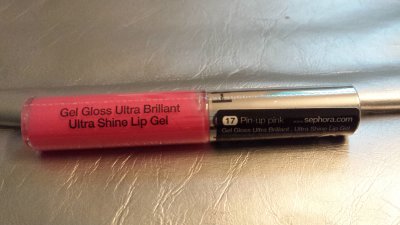 Gel Gloss Ultra Brillant
Ultra Shine Lip Gel
17 Pin-up pink www.sephora.com
Gel Gloss Ultra Brillant . Ultra Shine Lip Gel